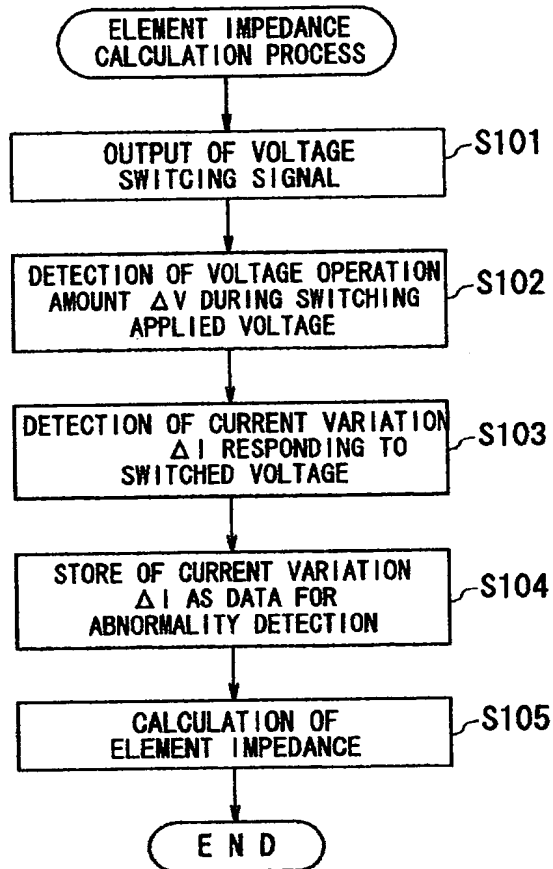 ELEMENT IMPEDANCE
CALCULATION PROCESS
OUTPUT OF VOLTAGE
SWITCING SIGNAL
S101
DETECTION OF VOLTAGE OPERATION
AMOUNT ΔV DURING SWITCHING
APPLIED VOLTAGE
S102
DETECTION OF CURRENT VARIATION
ΔI RESPONDING TO
SWITCHED VOLTAGE
S103
STORE OF CURRENT VARIATION
ΔI AS DATA FOR
ABNORMALITY DETECTION
S104
CALCULATION OF
ELEMENT IMPEDANCE
S105
END